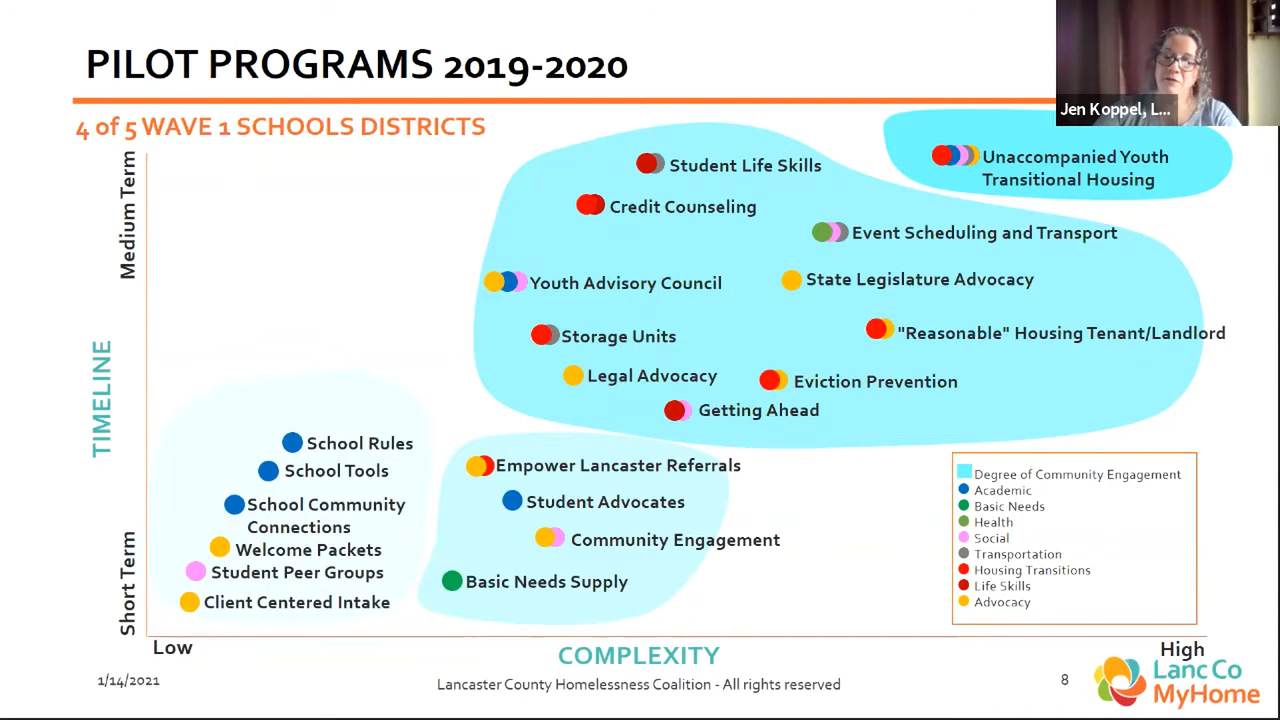 PILOT PROGRAMS 2019-2020
Jen Koppel, L...
4 of 5 WAVE 1 SCHOOLS DISTRICTS
Medium Term
TIMELINE
Short Term
Student Life Skills
Unaccompanied Youth
Transitional Housing
Credit Counseling
Event Scheduling and Transport
Youth Advisory Council
State Legislature Advocacy
Storage Units
"Reasonable" Housing Tenant/Landlord
Legal Advocacy
Eviction Prevention
Getting Ahead
School Rules
School Tools
School Community
Connections
Welcome Packets
Student Peer Groups
Client Centered Intake
Empower Lancaster Referrals
Student Advocates
Community Engagement
Basic Needs Supply
Degree of Community Engagement
Academic
Basic Needs
Health
Social
Transportation
Housing Transitions
Life Skills
Advocacy
Low
COMPLEXITY
High
1/14/2021
Lancaster County Homelessness Coalition - All rights reserved
8
Lanc Co
MyHome